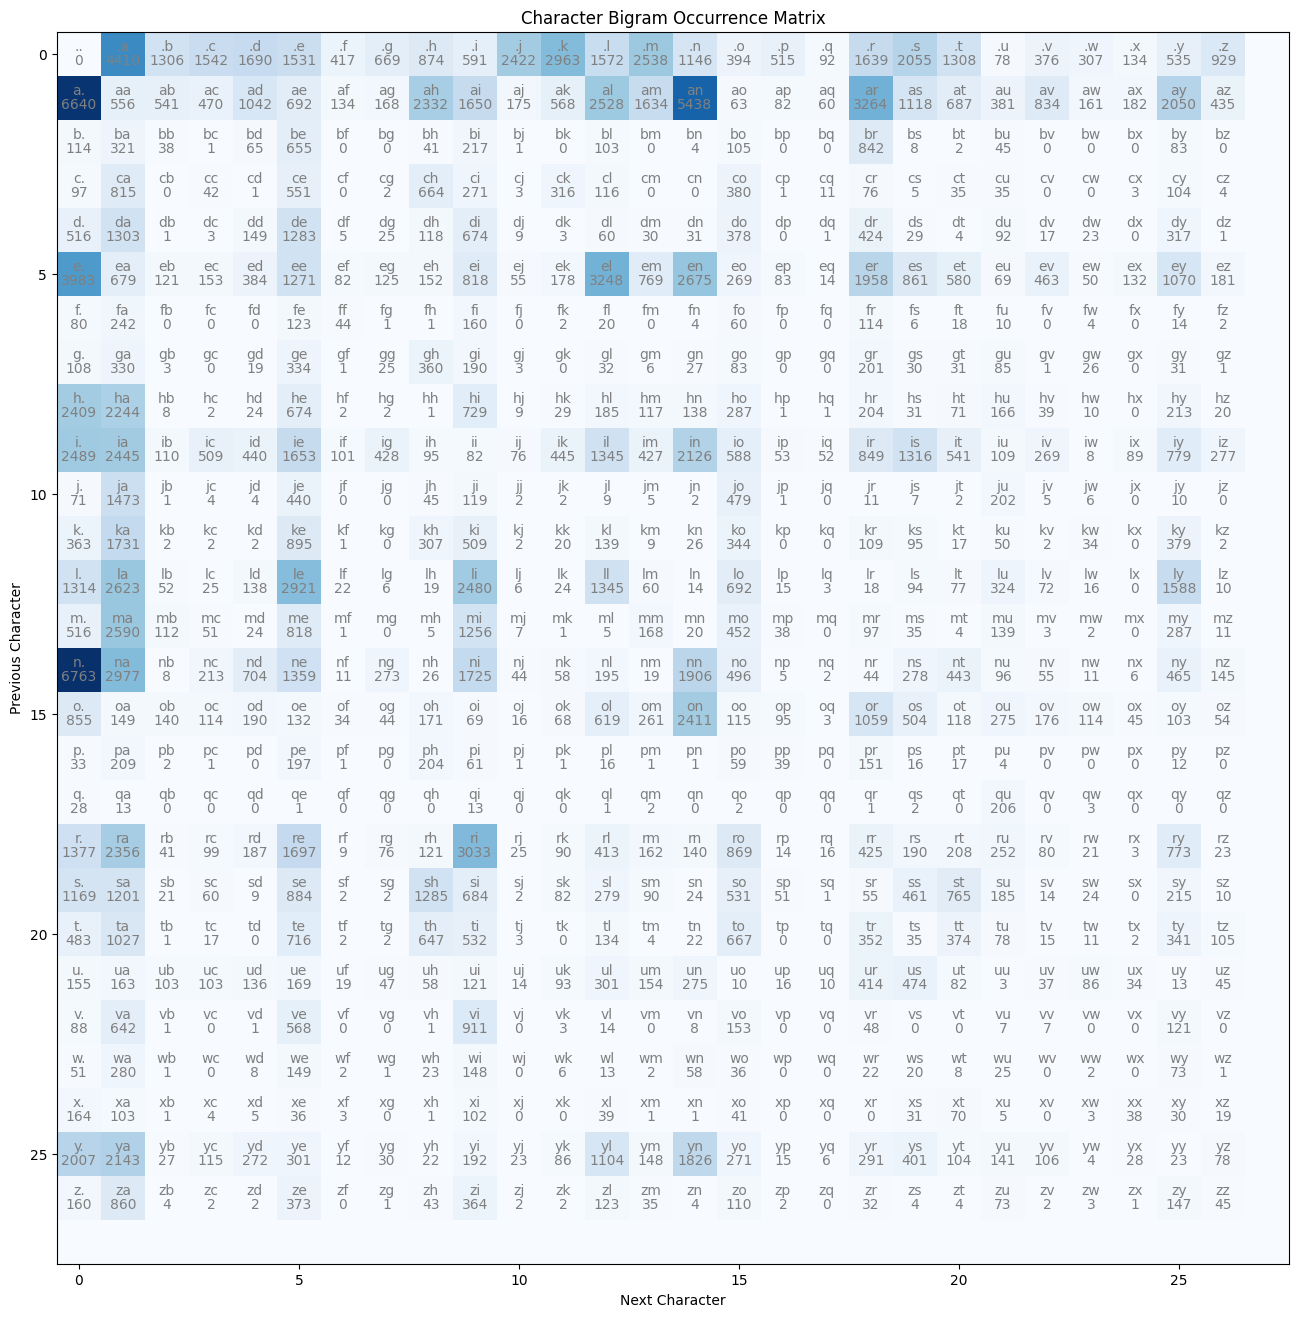 Character Bigram Occurrence Matrix
.. .a .b .c .d .e .f .g .h .i .j .k .l .m .n .o .p .q .r .s .t .u .v .w .x .y .z
0 0 4410 1306 1542 1690 1531 417 669 874 591 2422 2963 1572 2538 1146 394 515 92 1639 2055 1308 78 376 307 134 535 929
a. aa ab ac ad ae af ag ah ai aj ak al am an ao ap aq ar as at au av aw ax ay az
6640 556 541 470 1042 692 134 168 2332 1650 175 568 2528 1634 5438 63 82 60 3264 1118 687 381 834 161 182 2050 435
b. ba bb bc bd be bf bg bh bi bj bk bl bm bn bo bp bq br bs bt bu bv bw bx by bz
114 321 38 1 65 655 0 0 41 217 1 0 103 0 4 105 0 0 842 8 2 45 0 0 0 83 0
c. ca cb cc cd ce cf cg ch ci cj ck cl cm cn co cp cq cr cs ct cu cv cw cx cy cz
97 815 0 42 1 551 0 2 664 271 3 316 116 0 0 380 1 11 76 5 35 35 0 0 3 104 4
d. da db dc dd de df dg dh di dj dk dl dm dn do dp dq dr ds dt du dv dw dx dy dz
516 1303 1 3 149 1283 5 25 118 674 9 3 60 30 31 378 0 1 424 29 4 92 17 23 0 317 1
5 e. ea eb ec ed ee ef eg eh ei ej ek el em en eo ep eq er es et eu ev ew ex ey ez
3983 679 121 153 384 1271 82 125 152 818 55 178 3248 769 2675 269 83 14 1958 861 580 69 463 50 132 1070 181
f. fa fb fc fd fe ff fg fh fi fj fk fl fm fn fo fp fq fr fs ft fu fv fw fx fy fz
80 242 0 0 0 123 44 1 1 160 0 2 20 0 4 60 0 0 114 6 18 10 0 4 0 14 2
g. ga gb gc gd ge gf gg gh gi gj gk gl gm gn go gp gq gr gs gt gu gv gw gx gy gz
108 330 3 0 19 334 1 25 360 190 3 0 32 6 27 83 0 0 201 30 31 85 1 26 0 31 1
h. ha hb hc hd he hf hg hh hi hj hk hl hm hn ho hp hq hr hs ht hu hv hw hx hy hz
2409 2244 8 2 24 674 2 2 1 729 9 29 185 117 138 287 1 1 204 31 71 166 39 10 0 213 20
i. ia ib ic id ie if ig ih ii ij ik il im in io ip iq ir is it iu iv iw ix iy iz
2489 2445 110 509 440 1653 101 428 95 82 76 445 1345 427 2126 588 53 52 849 1316 541 109 269 8 89 779 277
10 j. ja jb jc jd je jf jg jh ji jj jk jl jm jn jo jp jq jr js jt ju jv jw jx jy jz
71 1473 1 4 4 440 0 0 45 119 2 2 9 5 2 479 1 0 11 7 2 202 5 6 0 10 0
k. ka kb kc kd ke kf kg kh ki kj kk kl km kn ko kp kq kr ks kt ku kv kw kx ky kz
363 1731 2 2 2 895 1 0 307 509 2 20 139 9 26 344 0 0 109 95 17 50 2 34 0 379 2
l. la lb lc ld le lf lg lh li lj lk ll lm ln lo lp lq lr ls lt lu lv lw lx ly lz
1314 2623 52 25 138 2921 22 6 19 2480 6 24 1345 60 14 692 15 3 18 94 77 324 72 16 0 1588 10
m. ma mb mc md me mf mg mh mi mj mk ml mm mn mo mp mq mr ms mt mu mv mw mx my mz
516 2590 112 51 24 818 1 0 5 1256 7 1 5 168 20 452 38 0 97 35 4 139 3 2 0 287 11
n. na nb nc nd ne nf ng nh ni nj nk nl nm nn no np nq nr ns nt nu nv nw nx ny nz
6763 2977 8 213 704 1359 11 273 26 1725 44 58 195 19 1906 496 5 2 44 278 443 96 55 11 6 465 145
15 o. oa ob oc od oe of og oh oi oj ok ol om on oo op oq or os ot ou ov ow ox oy oz
855 149 140 114 190 132 34 44 171 69 16 68 619 261 2411 115 95 3 1059 504 118 275 176 114 45 103 54
p. pa pb pc pd pe pf pg ph pi pj pk pl pm pn po pp pq pr ps pt pu pv pw px py pz
33 209 2 1 0 197 1 0 204 61 1 1 16 1 1 59 39 0 151 16 17 4 0 0 0 12 0
q. qa qb qc qd qe qf qg qh qi qj qk ql qm qn qo qp qq qr qs qt qu qv qw qx qy qz
28 13 0 0 0 1 0 0 0 13 0 0 1 2 0 2 0 0 1 2 0 206 0 3 0 0 0
r. ra rb rc rd re rf rg rh ri rj rk rl rm rn ro rp rq rr rs rt ru rv rw rx ry rz
1377 2356 41 99 187 1697 9 76 121 3033 25 90 413 162 140 869 14 16 425 190 208 252 80 21 3 773 23
s. sa sb sc sd se sf sg sh si sj sk sl sm sn so sp sq sr ss st su sv sw sx sy sz
1169 1201 21 60 9 884 2 2 1285 684 2 82 279 90 24 531 51 1 55 461 765 185 14 24 0 215 10
20 t. ta tb tc td te tf tg th ti tj tk tl tm tn to tp tq tr ts tt tu tv tw tx ty tz
483 1027 1 17 0 716 2 2 647 532 3 0 134 4 22 667 0 0 352 35 374 78 15 11 2 341 105
u. ua ub uc ud ue uf ug uh ui uj uk ul um un uo up uq ur us ut uu uv uw ux uy uz
155 163 103 103 136 169 19 47 58 121 14 93 301 154 275 10 16 10 414 474 82 3 37 86 34 13 45
v. va vb vc vd ve vf vg vh vi vj vk vl vm vn vo vp vq vr vs vt vu vv vw vx vy vz
88 642 1 0 1 568 0 0 1 911 0 3 14 0 8 153 0 0 48 0 0 7 7 0 0 121 0
w. wa wb wc wd we wf wg wh wi wj wk wl wm wn wo wp wq wr ws wt wu wv ww wx wy wz
51 280 1 0 8 149 2 1 23 148 0 6 13 2 58 36 0 0 22 20 8 25 0 2 0 73 1
x. xa xb xc xd xe xf xg xh xi xj xk xl xm xn xo xp xq xr xs xt xu xv xw xx xy xz
164 103 1 4 5 36 3 0 1 102 0 0 39 1 1 41 0 0 0 31 70 5 0 3 38 30 19
25 y. ya yb yc yd ye yf yg yh yi yj yk yl ym yn yo yp yq yr ys yt yu yv yw yx yy yz
2007 2143 27 115 272 301 12 30 22 192 23 86 1104 148 1826 271 15 6 291 401 104 141 106 4 28 23 78
z. za zb zc zd ze zf zg zh zi zj zk zl zm zn zo zp zq zr zs zt zu zv zw zx zy zz
160 860 4 2 2 373 0 1 43 364 2 2 123 35 4 110 2 0 32 4 4 73 2 3 1 147 45
0 5 10 15 20 25
Next Character
Previous Character